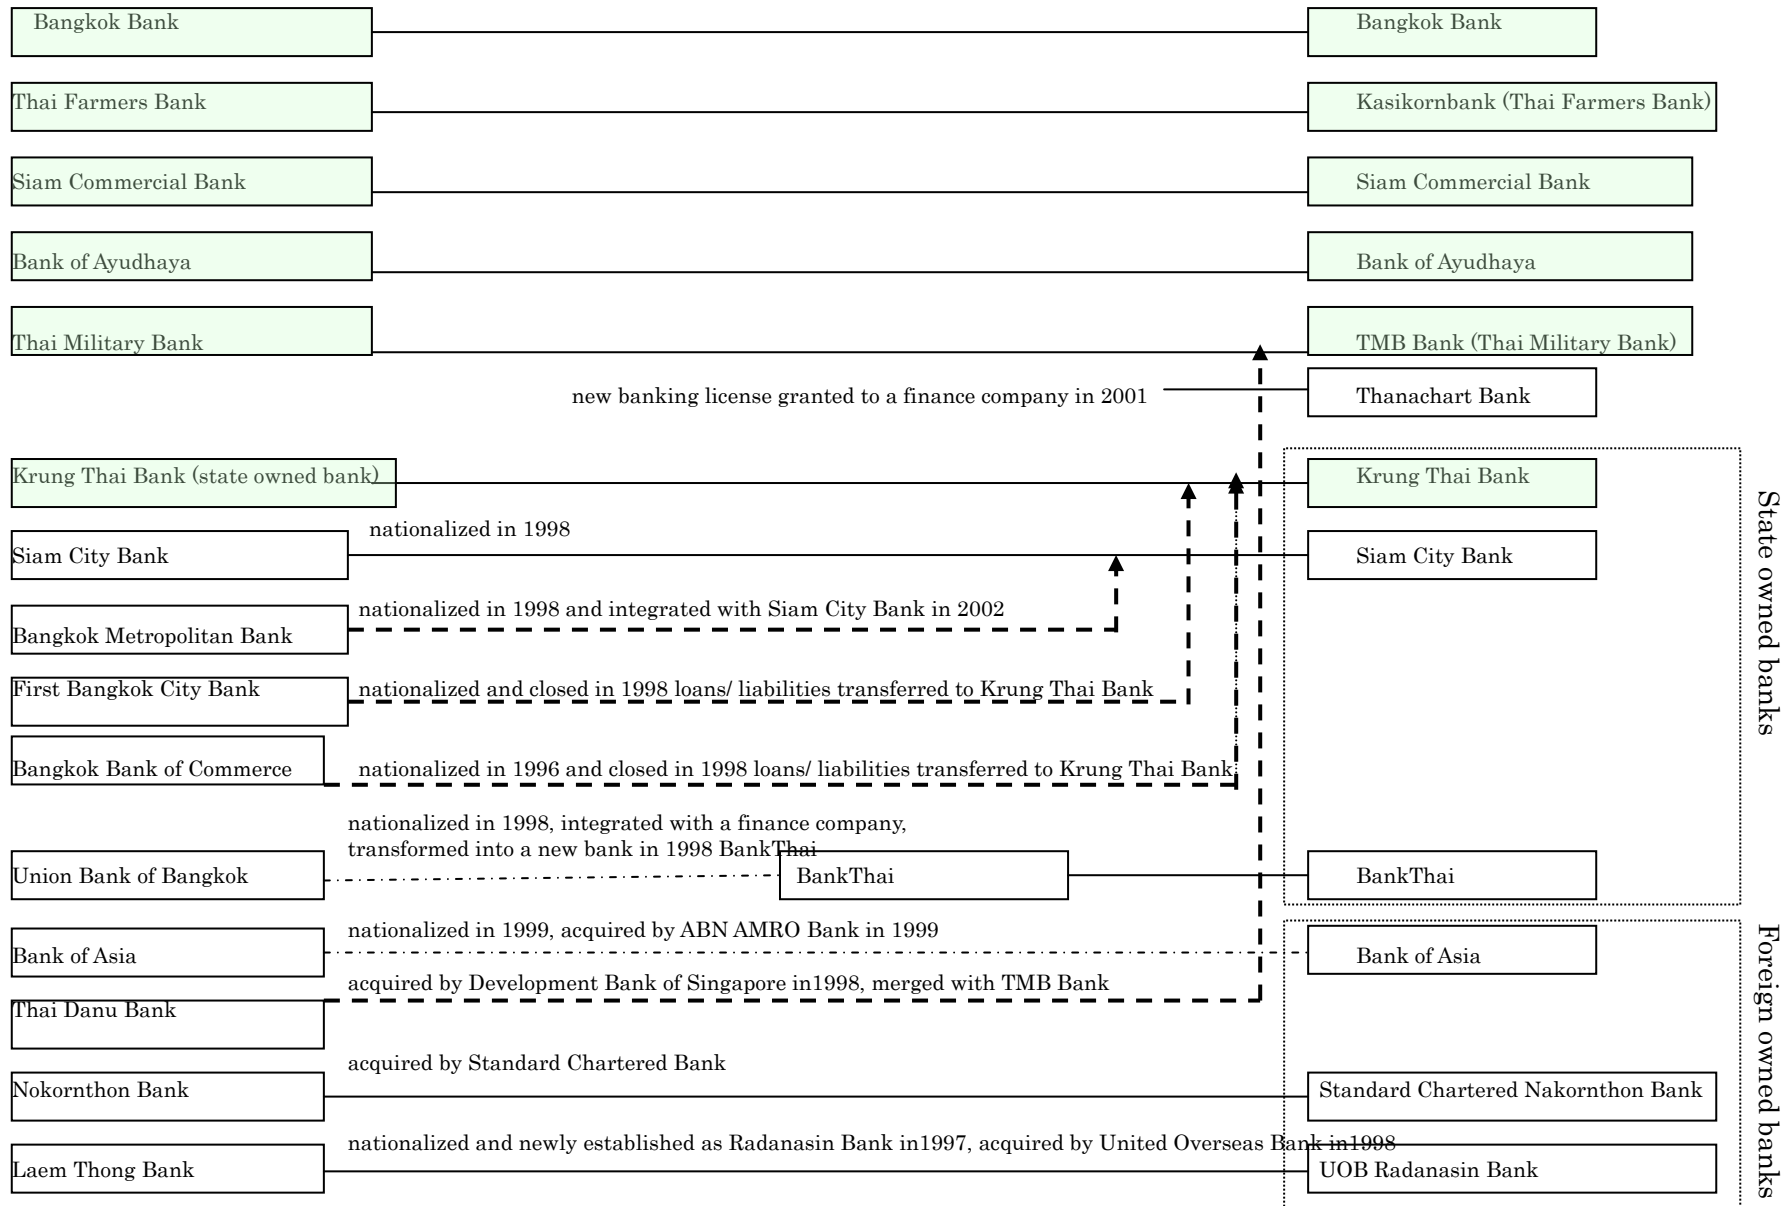 Bangkok Bank
Bangkok Bank
Thai Farmers Bank
Kasikornbank (Thai Farmers Bank)
Siam Commercial Bank
Siam Commercial Bank
Bank of Ayudhaya
Bank of Ayudhaya
Thai Military Bank
TMB Bank (Thai Military Bank)
new banking license granted to a finance company in 2001
Thanachart Bank
Krung Thai Bank (state owned bank)
Krung Thai Bank
nationalized in 1998
Siam City Bank
Siam City Bank
nationalized in 1998 and integrated with Siam City Bank in 2002
Bangkok Metropolitan Bank
First Bangkok City Bank
nationalized and closed in 1998 loans/ liabilities transferred to Krung Thai Bank
Bangkok Bank of Commerce
nationalized in 1996 and closed in 1998 loans/ liabilities transferred to Krung Thai Bank
State owned banks
nationalized in 1998, integrated with a finance company,
transformed into a new bank in 1998 BankThai
Union Bank of Bangkok
BankThai
BankThai
nationalized in 1999, acquired by ABN AMRO Bank in 1999
Bank of Asia
Bank of Asia
acquired by Development Bank of Singapore in1998, merged with TMB Bank
Thai Danu Bank
acquired by Standard Chartered Bank
Nokornthon Bank
Standard Chartered Nakornthon Bank
nationalized and newly established as Radanasin Bank in1997, acquired by United Overseas Bank in1998
Laem Thong Bank
UOB Radanasin Bank
Foreign owned banks